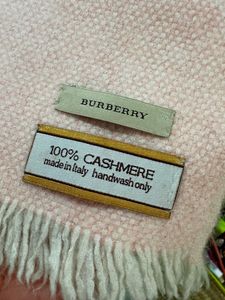 BURBERRY
100% CASHMERE
made in Italy handwash only